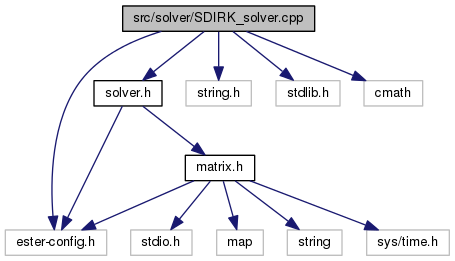 src/solver/SDIRK_solver.cpp
solver.h
string.h
stdlib.h
cmath
matrix.h
ester-config.h
stdio.h
map
string
sys/time.h